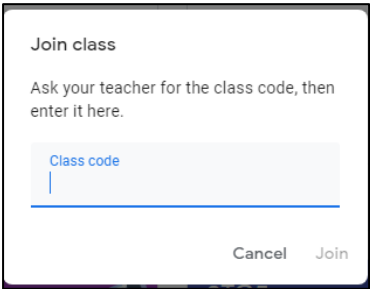 Join class
Ask your teacher for the class code, then
enter it here.
Class code
Cancel Join